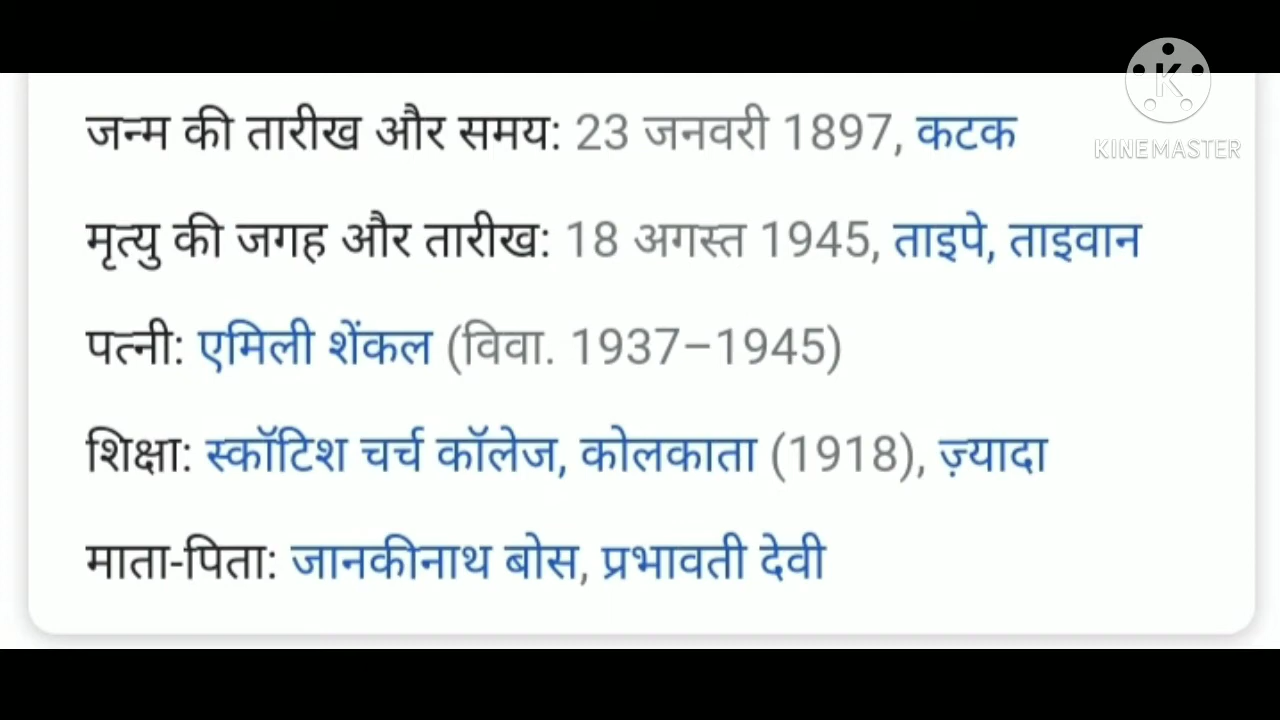 KINEMASTER
जन्म की तारीख और समय: 23 जनवरी 1897, कटक
मृत्यु की जगह और तारीख: 18 अगस्त 1945, ताइपे, ताइवान
पत्नी: एमिली शेंकल (विवा. 1937–1945)
शिक्षा: स्कॉटिश चर्च कॉलेज, कोलकाता (1918), ज़्यादा
माता-पिता: जानकीनाथ बोस, प्रभावती देवी